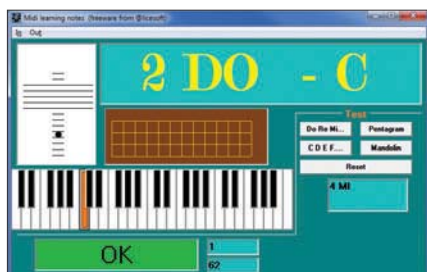 Midi learning notes (freeware from @licesoft)
In Out
2 DO - C
Test
Do Re Mi... Pentagram
C D E F.... Mandolin
Reset
4 MI
OK
1
62